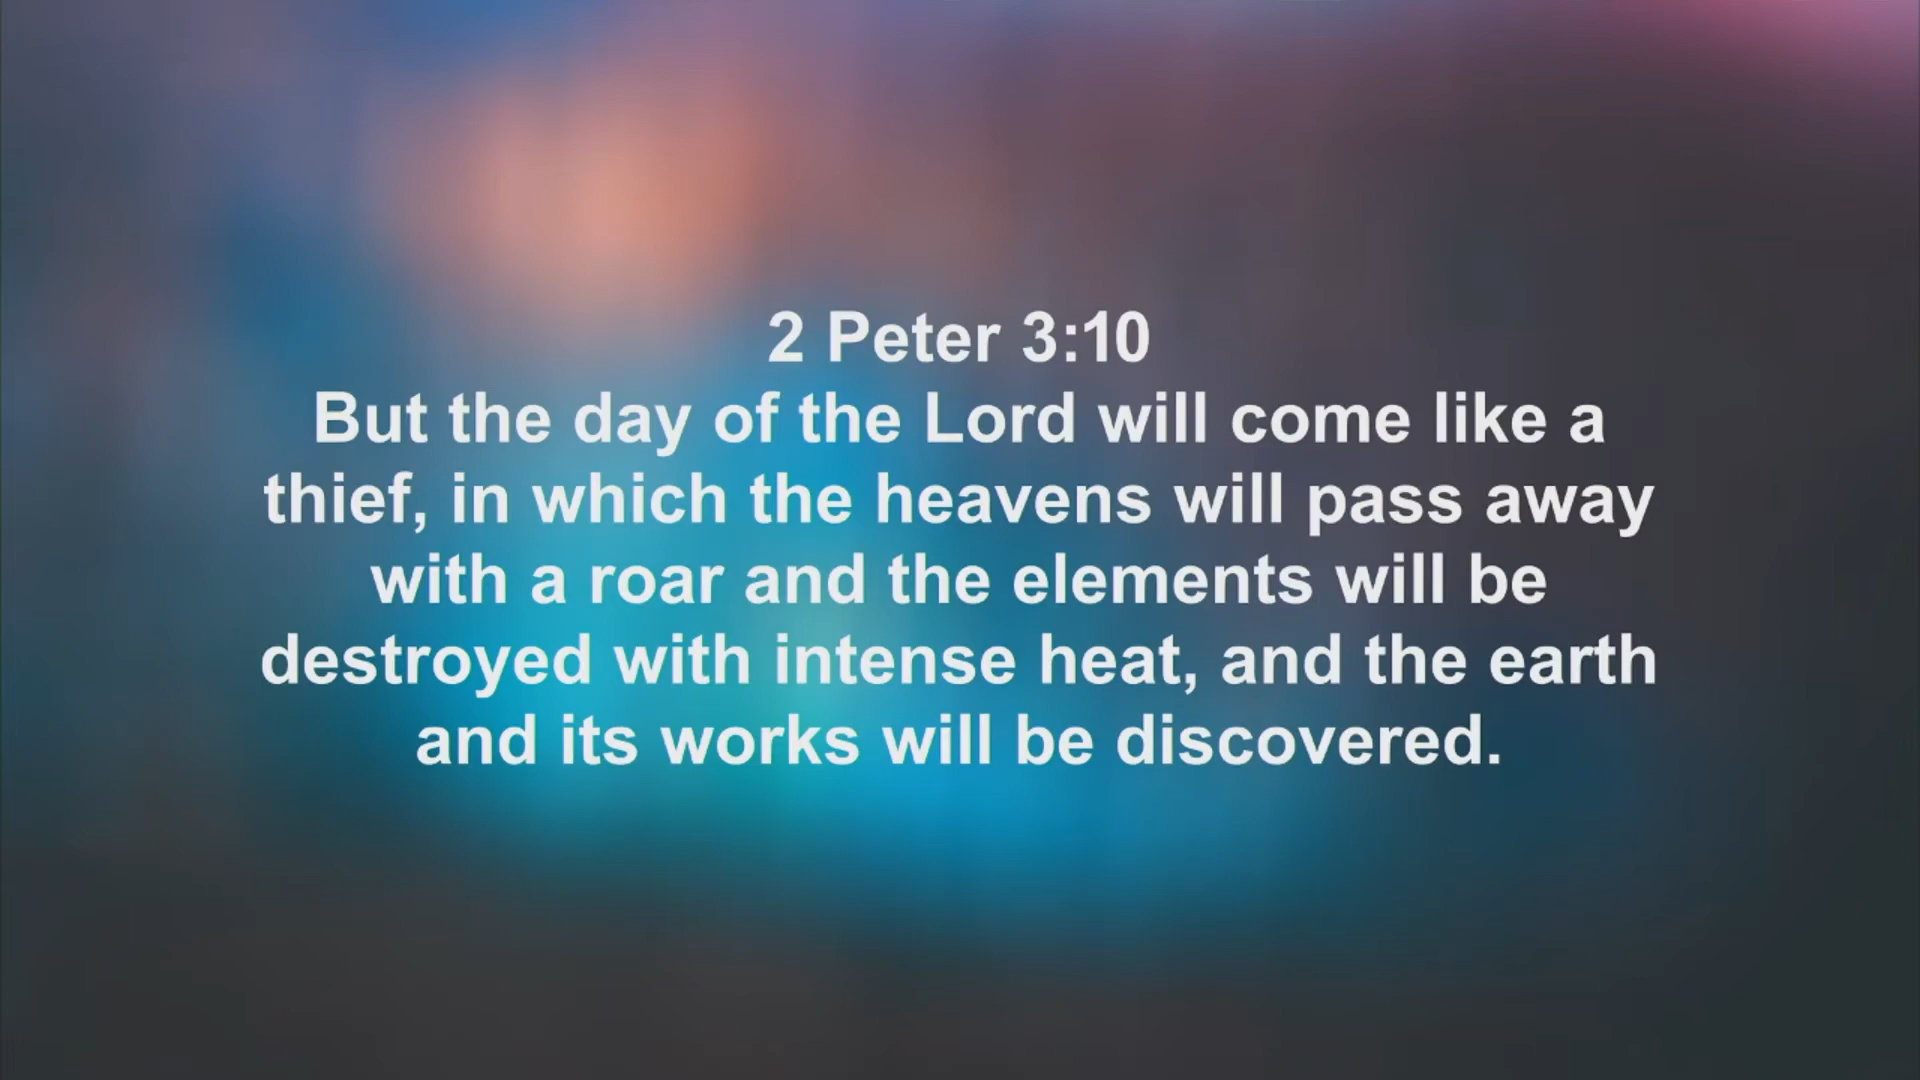 2 Peter 3:10
But the day of the Lord will come like a
thief, in which the heavens will pass away
with a roar and the elements will be
destroyed with intense heat, and the earth
and its works will be discovered.